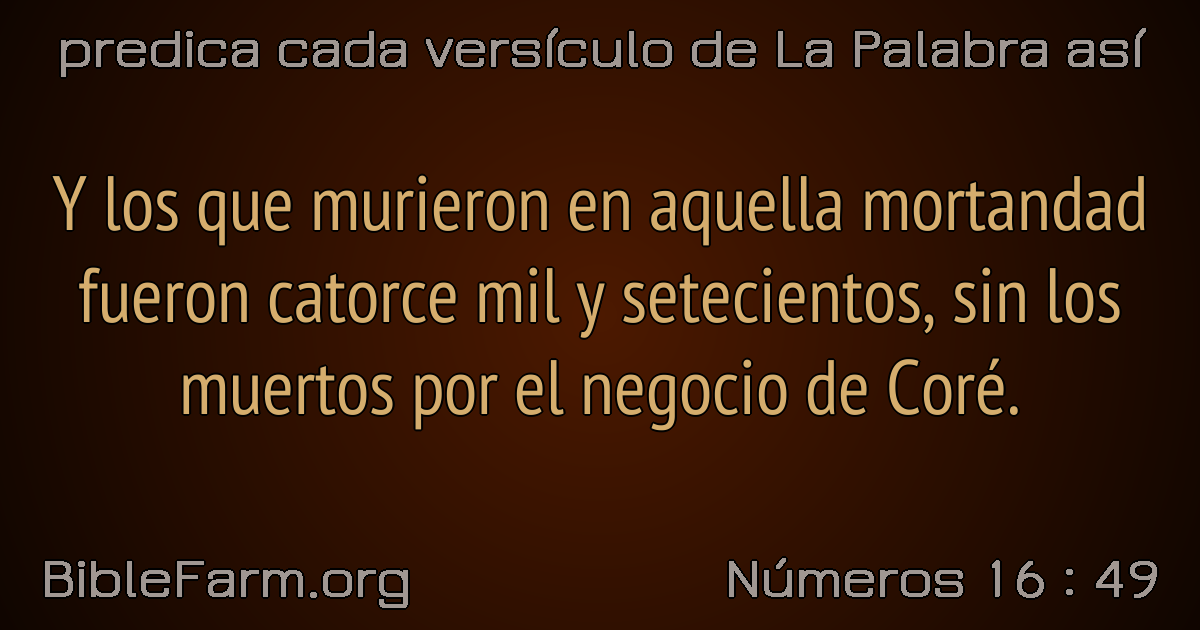 predica cada versículo de La Palabra así
Y los que murieron en aquella mortandad
fueron catorce mil y setecientos, sin los
muertos por el negocio de Coré.
BibleFarm.org
Números 16 : 49